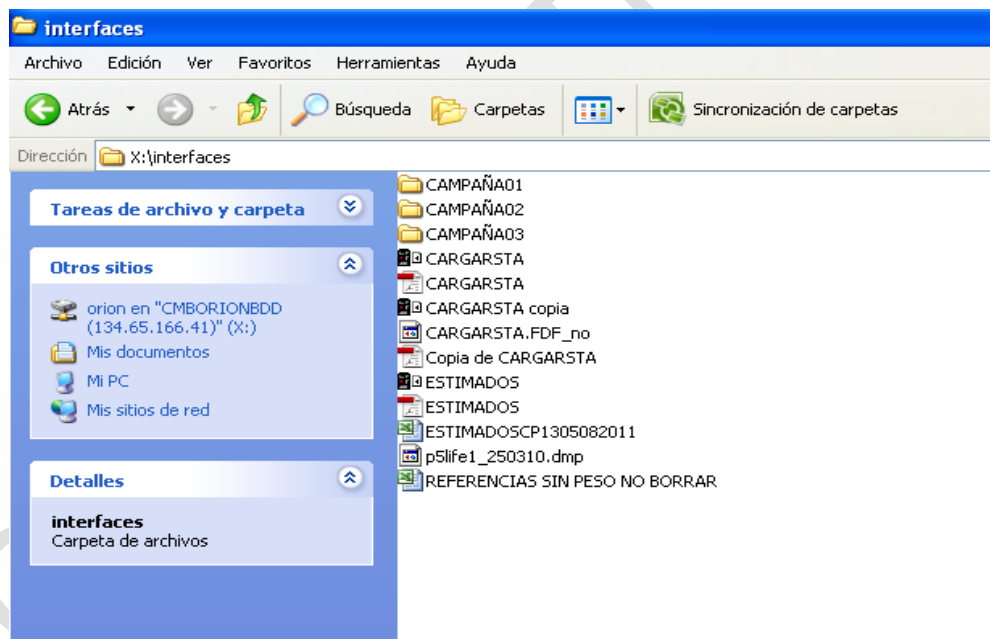 interfaces
Archivo Edición Ver Favoritos Herramientas Ayuda
Atrás Búsqueda Carpetas Sincronización de carpetas
Dirección X:\interfaces
Tareas de archivo y carpeta
Otros sitios
orion en "CMBORIONBDD
(134.65.166.41)" (X:)
Mis documentos
Mi PC
Mis sitios de red
Detalles
interfaces
Carpeta de archivos
CAMPAÑA01
CAMPAÑA02
CAMPAÑA03
CARGARSTA
CARGARSTA
CARGARSTA copia
CARGARSTA.FDF_no
Copia de CARGARSTA
ESTIMADOS
ESTIMADOS
ESTIMADOSCP1305082011
p5life1_250310.dmp
REFERENCIAS SIN PESO NO BORRAR